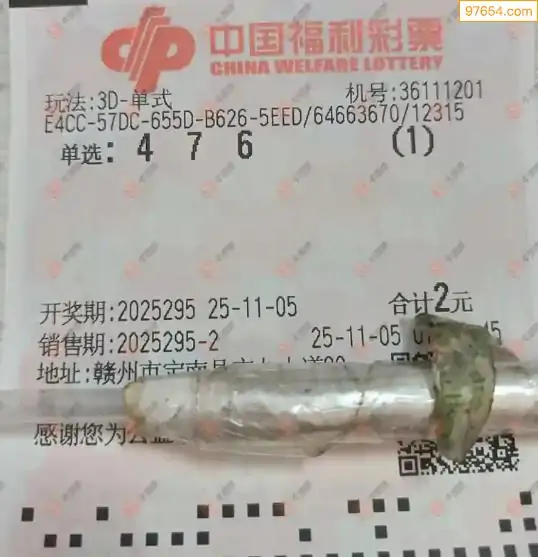 97654.com
中国福利彩票
CHINA WELFARE LOTTERY
玩法:3D-单式 机号:36111201
E4CC-57DC-655D-B626-5EED/64663670/12315
单选: 4 7 6 (1)
开奖期:2025295 25-11-05 合计2元
销售期:2025295-2 25-11-05
地址:赣州市定南县
感谢您为公益